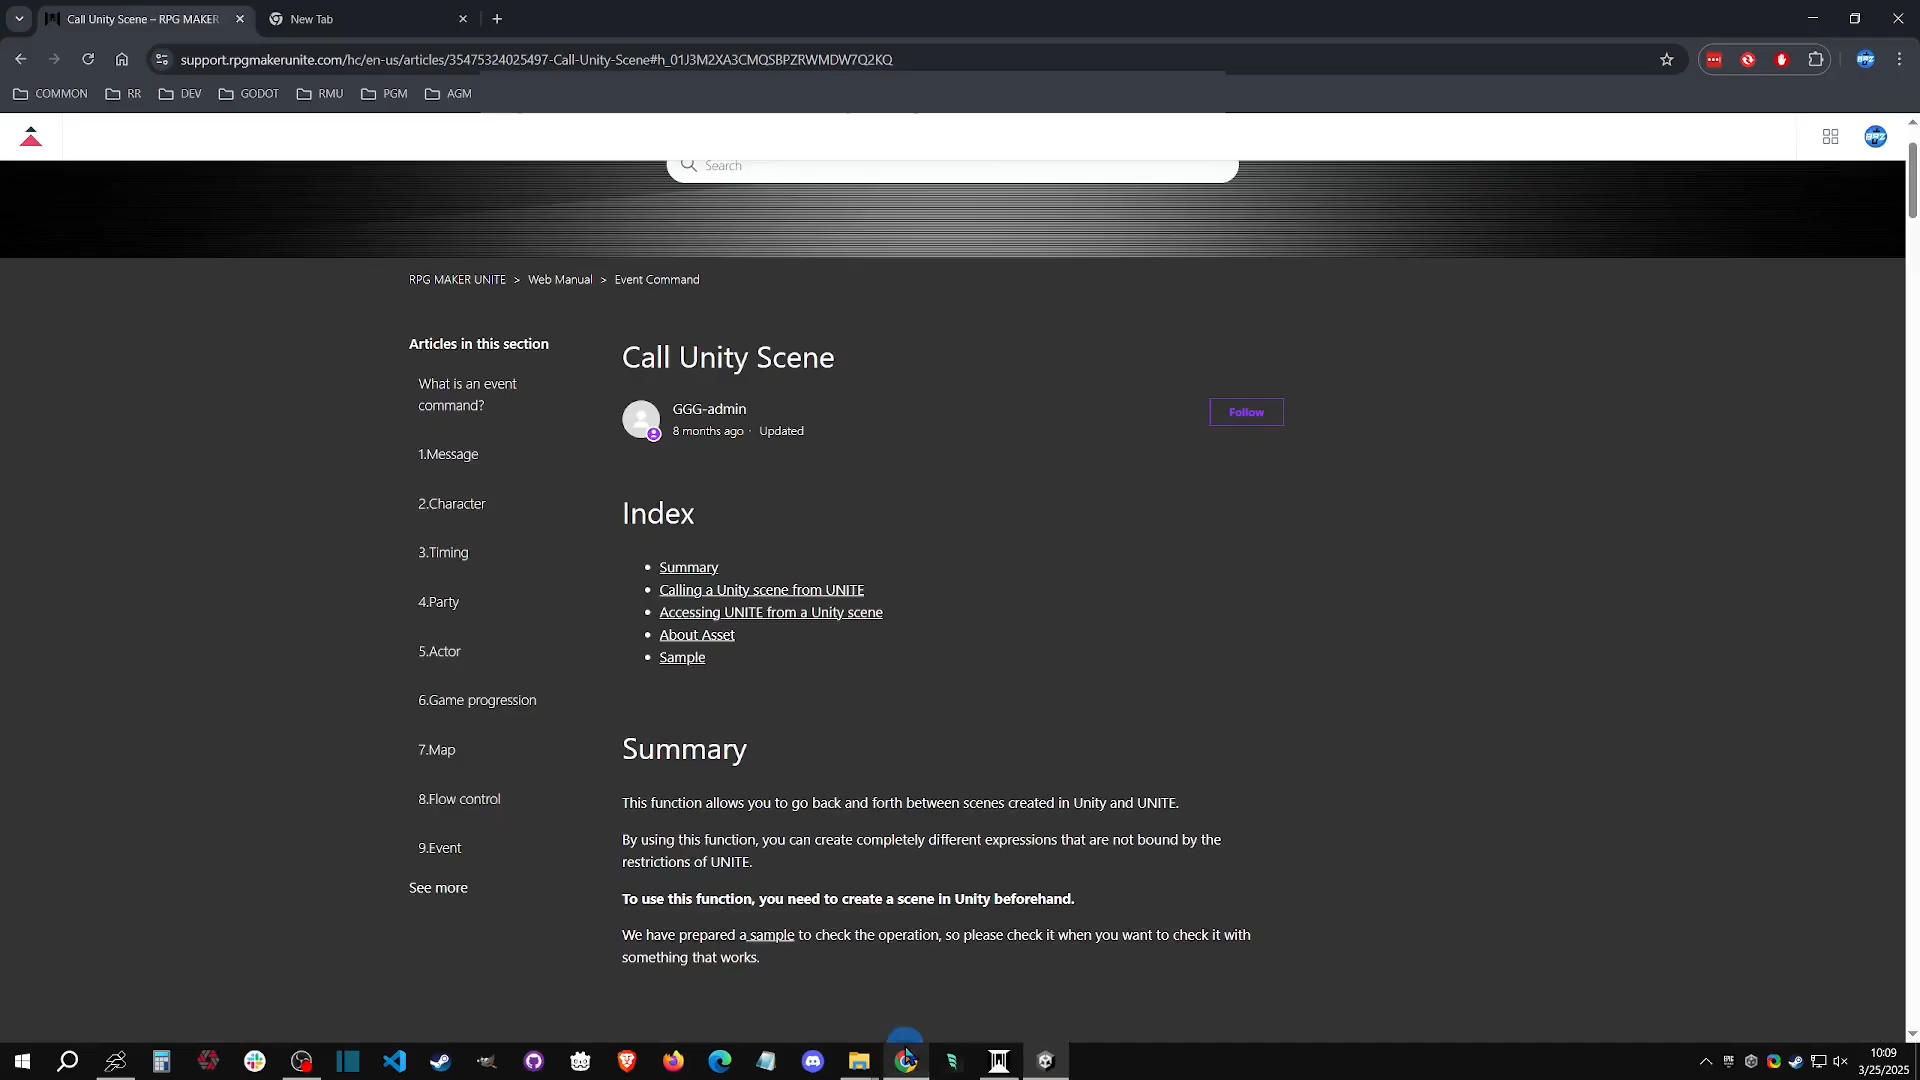 Call Unity Scene – RPG MAKER
New Tab
support.rpgmakerunite.com/hc/en-us/articles/35475324025497-Call-Unity-Scene#h_01J3M2XA3CMQSBPZRWMDW7Q2KQ
COMMON
RR
DEV
GODOT
RMU
PGM
AGM
Search
RPG MAKER UNITE > Web Manual > Event Command
Articles in this section
What is an event
command?
1.Message
2.Character
3.Timing
4.Party
5.Actor
6.Game progression
7.Map
8.Flow control
9.Event
See more
Call Unity Scene
GGG-admin
8 months ago · Updated
Follow
Index
Summary
Calling a Unity scene from UNITE
Accessing UNITE from a Unity scene
About Asset
Sample
Summary
This function allows you to go back and forth between scenes created in Unity and UNITE.
By using this function, you can create completely different expressions that are not bound by the
restrictions of UNITE.
To use this function, you need to create a scene in Unity beforehand.
We have prepared a sample to check the operation, so please check it when you want to check it with
something that works.
10:09
3/25/2025